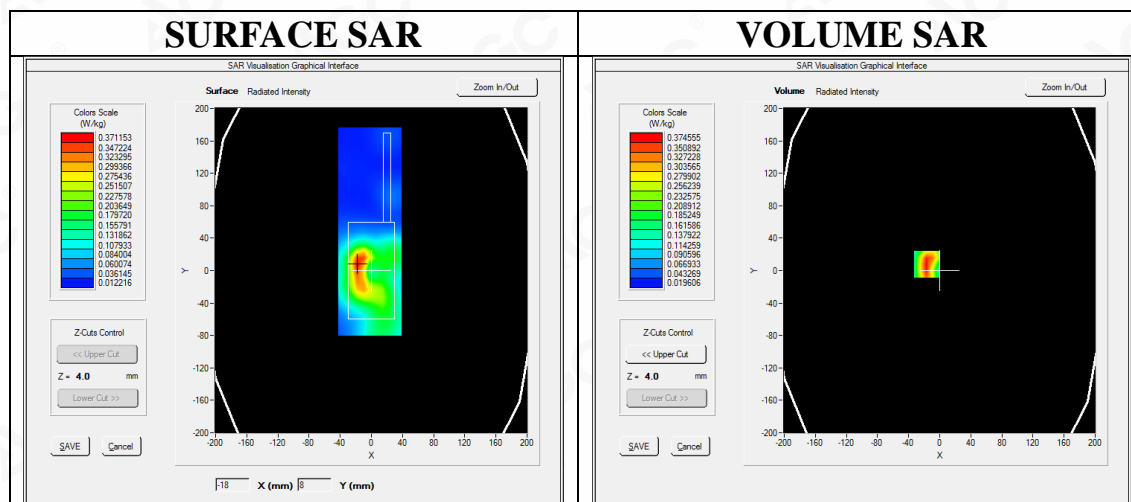 SURFACE SAR
SAR Visualisation Graphical Interface
Surface Radiated Intensity
Zoom In/Out
Colors Scale
(W/kg)
0.371153
0.347224
0.323295
0.299366
0.275436
0.251507
0.227578
0.203649
0.179720
0.155791
0.131862
0.107933
0.084004
0.060074
0.036145
0.012216
Z-Cuts Control
<< Upper Cut
Z = 4.0 mm
Lower Cut >>
SAVE Cancel
200
160
120
80
40
Y 0
-40
-80
-120
-160
-200
-200 -160 -120 -80 -40 0 40 80 120 160 200
X
-18 X (mm) 8 Y (mm)
VOLUME SAR
SAR Visualisation Graphical Interface
Volume Radiated Intensity
Zoom In/Out
Colors Scale
(W/kg)
0.374555
0.350892
0.327228
0.303565
0.279902
0.256239
0.232575
0.208912
0.185249
0.161586
0.137922
0.114259
0.090596
0.066933
0.043269
0.019606
Z-Cuts Control
<< Upper Cut
Z = 4.0 mm
Lower Cut >>
SAVE Cancel
200
160
120
80
40
Y 0
-40
-80
-120
-160
-200
-200 -160 -120 -80 -40 0 40 80 120 160 200
X